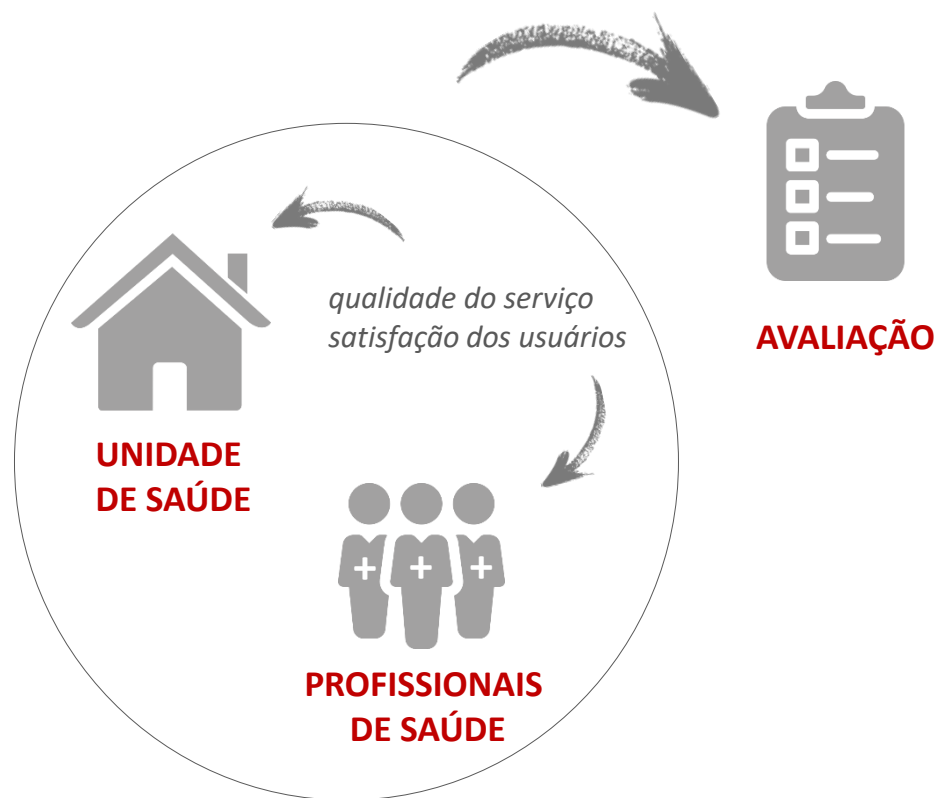 qualidade do serviço
satisfação dos usuários
AVALIAÇÃO
UNIDADE
DE SAÚDE
PROFISSIONAIS
DE SAÚDE